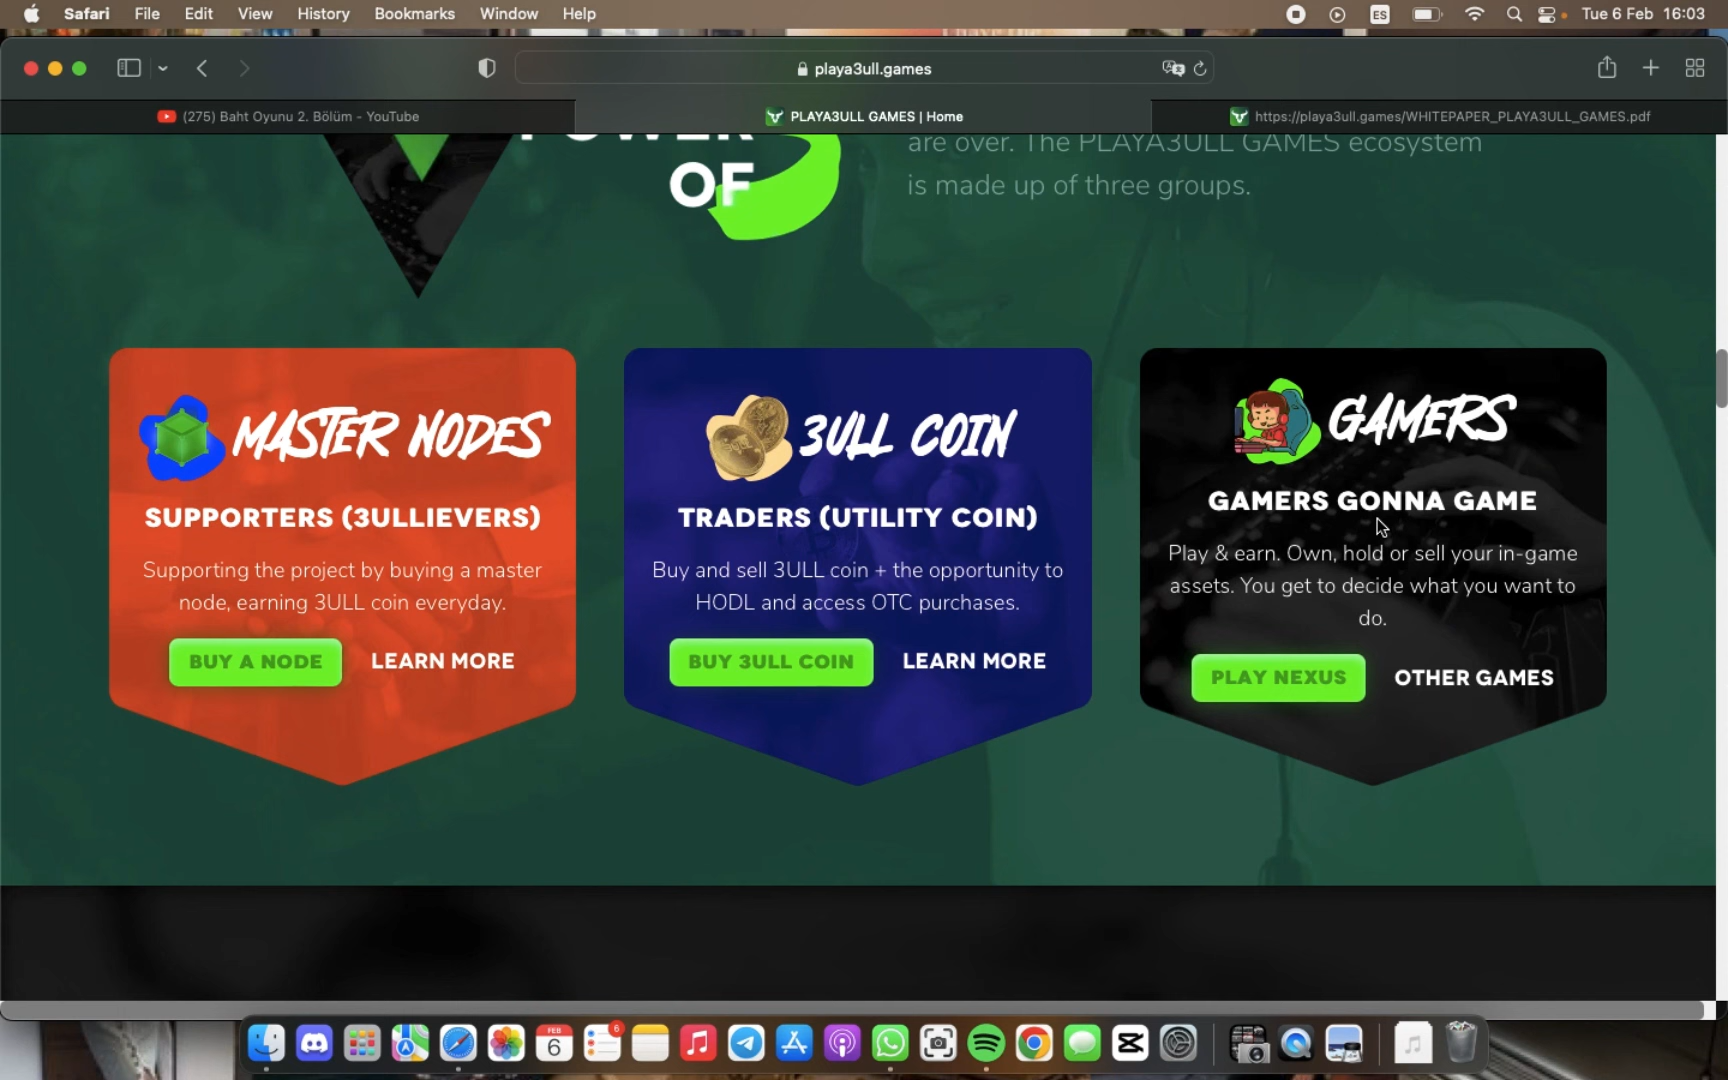 Safari File Edit View History Bookmarks Window Help ES Tue 6 Feb 16:03
playa3ull.games
(275) Baht Oyunu 2. Bölüm - YouTube
PLAYA3ULL GAMES | Home
https://playa3ull.games/WHITEPAPER_PLAYA3ULL_GAMES.pdf
POWER
OF
are over. The PLAYA3ULL GAMES ecosystem
is made up of three groups.
MASTER NODES
SUPPORTERS (3ULLIEVERS)
Supporting the project by buying a master
node, earning 3ULL coin everyday.
BUY A NODE LEARN MORE
3ULL COIN
TRADERS (UTILITY COIN)
Buy and sell 3ULL coin + the opportunity to
HODL and access OTC purchases.
BUY 3ULL COIN LEARN MORE
GAMERS
GAMERS GONNA GAME
Play & earn. Own, hold or sell your in-game
assets. You get to decide what you want to
do.
PLAY NEXUS OTHER GAMES
FEB
6
6